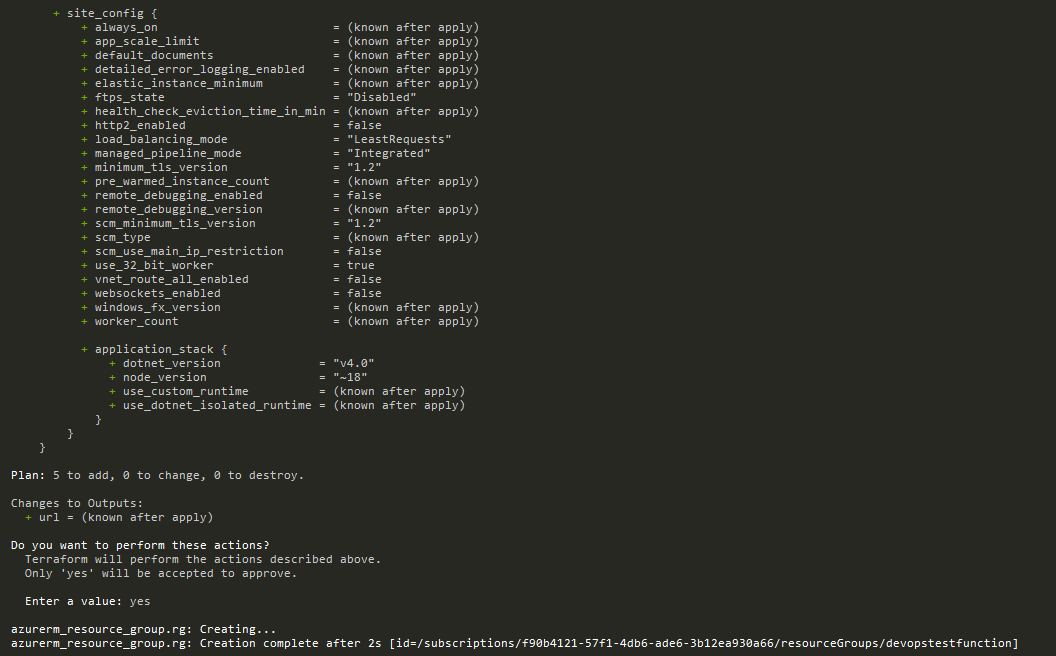 + site_config {
+ always_on = (known after apply)
+ app_scale_limit = (known after apply)
+ default_documents = (known after apply)
+ detailed_error_logging_enabled = (known after apply)
+ elastic_instance_minimum = (known after apply)
+ ftps_state = "Disabled"
+ health_check_eviction_time_in_min = (known after apply)
+ http2_enabled = false
+ load_balancing_mode = "LeastRequests"
+ managed_pipeline_mode = "Integrated"
+ minimum_tls_version = "1.2"
+ pre_warmed_instance_count = (known after apply)
+ remote_debugging_enabled = false
+ remote_debugging_version = (known after apply)
+ scm_minimum_tls_version = "1.2"
+ scm_type = (known after apply)
+ scm_use_main_ip_restriction = false
+ use_32_bit_worker = true
+ vnet_route_all_enabled = false
+ websockets_enabled = false
+ windows_fx_version = (known after apply)
+ worker_count = (known after apply)
+ application_stack {
+ dotnet_version = "v4.0"
+ node_version = "~18"
+ use_custom_runtime = (known after apply)
+ use_dotnet_isolated_runtime = (known after apply)
}
}
}
Plan: 5 to add, 0 to change, 0 to destroy.
Changes to Outputs:
+ url = (known after apply)
Do you want to perform these actions?
Terraform will perform the actions described above.
Only 'yes' will be accepted to approve.
Enter a value: yes
azurerm_resource_group.rg: Creating...
azurerm_resource_group.rg: Creation complete after 2s [id=/subscriptions/f90b4121-57f1-4db6-ade6-3b12ea930a66/resourceGroups/devopstestfunction]